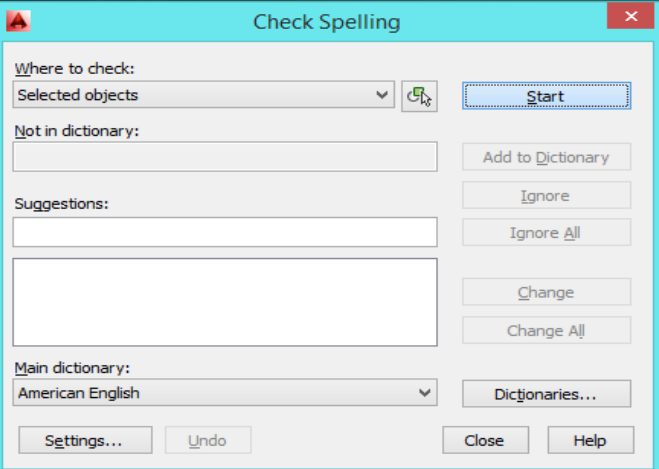 Check Spelling
Where to check:
Selected objects
Start
Not in dictionary:
Add to Dictionary
Ignore
Suggestions:
Ignore All
Change
Change All
Main dictionary:
American English
Dictionaries...
Settings...
Undo
Close
Help